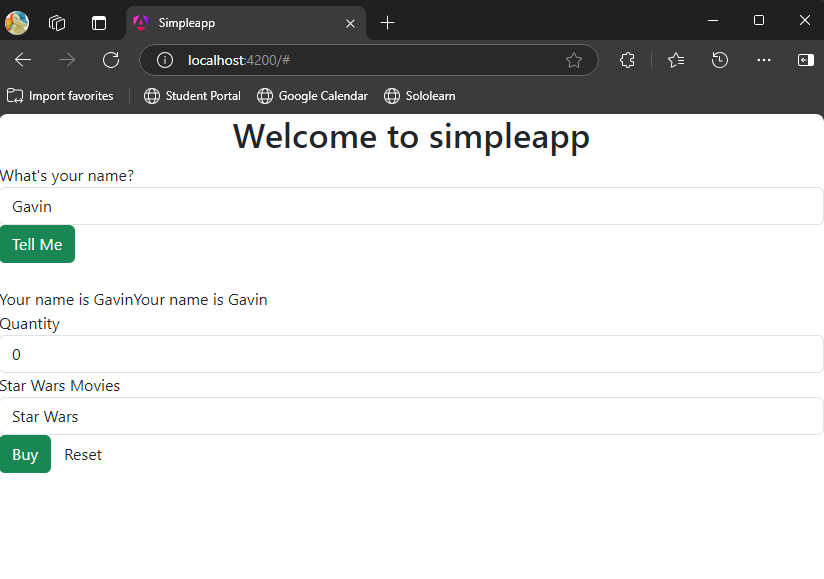 Simpleapp
localhost:4200/#
Import favorites Student Portal Google Calendar Sololearn
Welcome to simpleapp
What's your name?
Gavin
Tell Me
Your name is GavinYour name is Gavin
Quantity
0
Star Wars Movies
Star Wars
Buy Reset